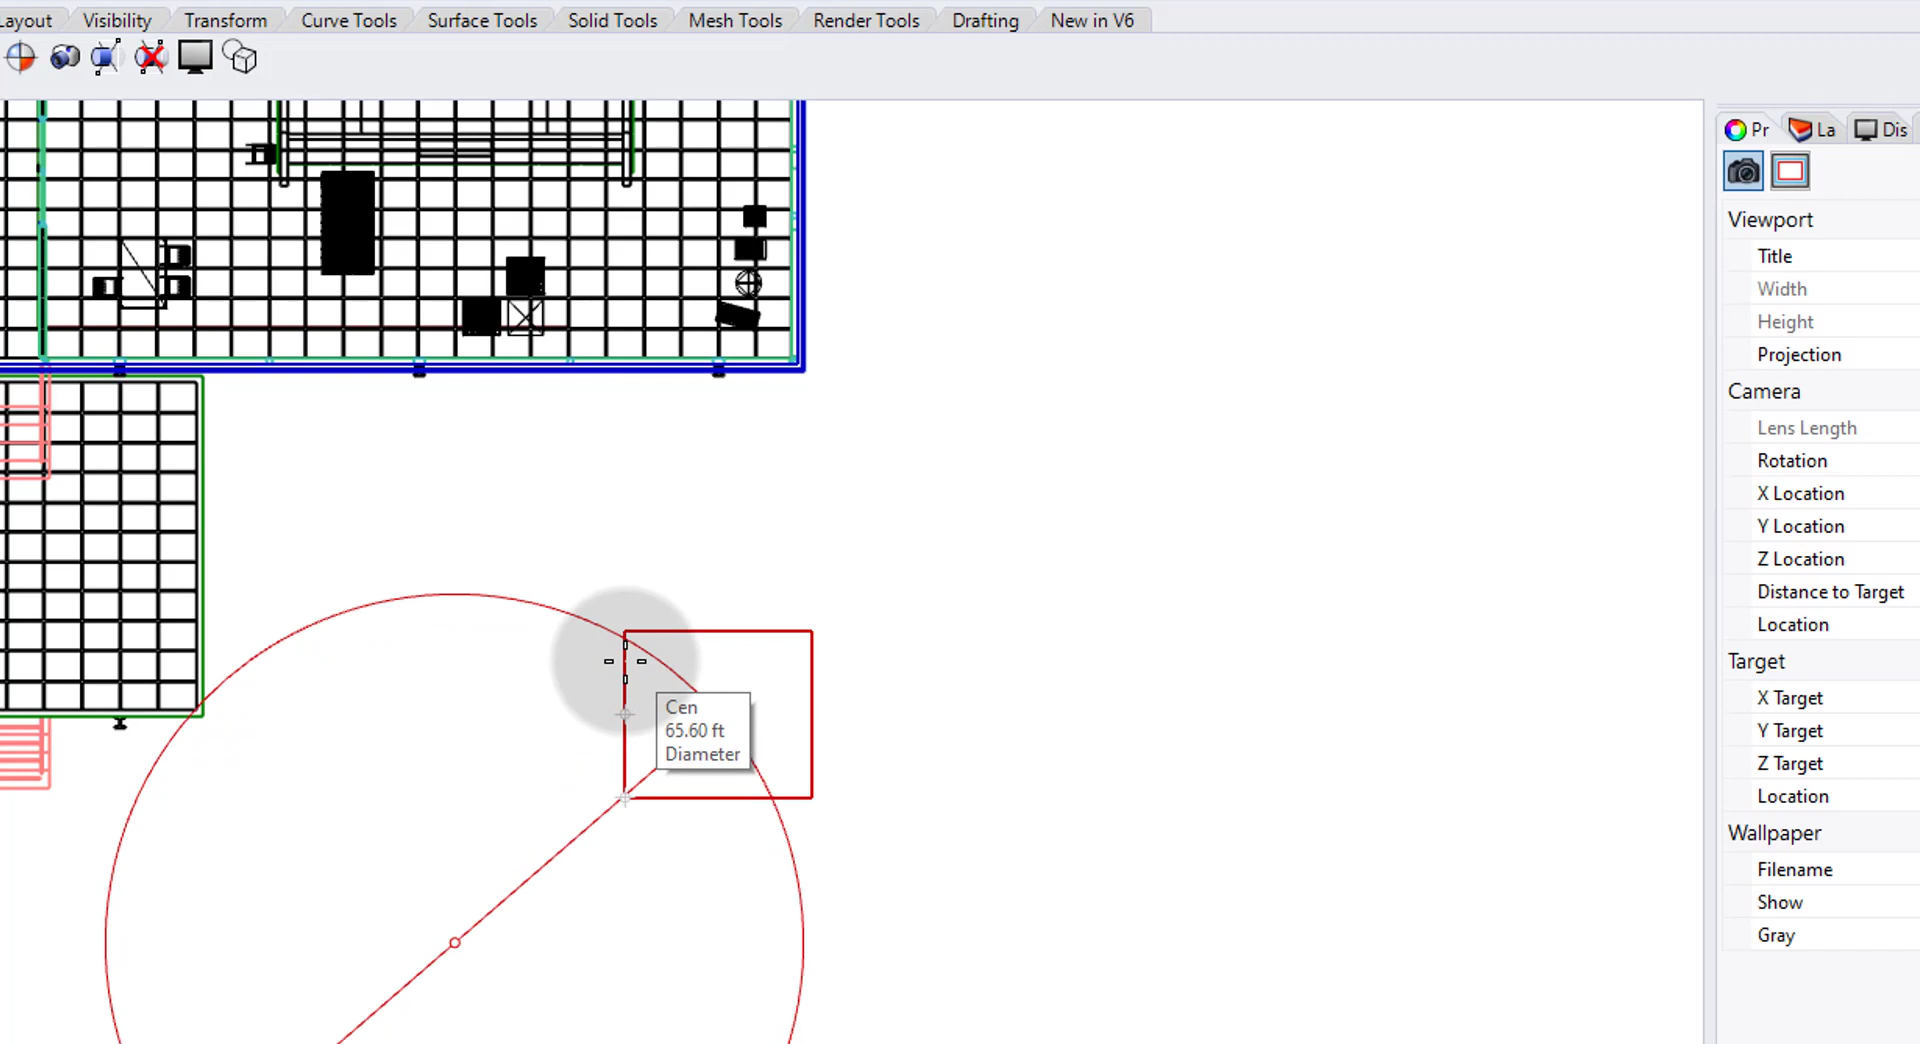 Layout Visibility Transform Curve Tools Surface Tools Solid Tools Mesh Tools Render Tools Drafting New in V6
Pr La Dis
Viewport
Title
Width
Height
Projection
Camera
Lens Length
Rotation
X Location
Y Location
Z Location
Distance to Target
Location
Target
X Target
Y Target
Z Target
Location
Wallpaper
Filename
Show
Gray
Cen
65.60 ft
Diameter